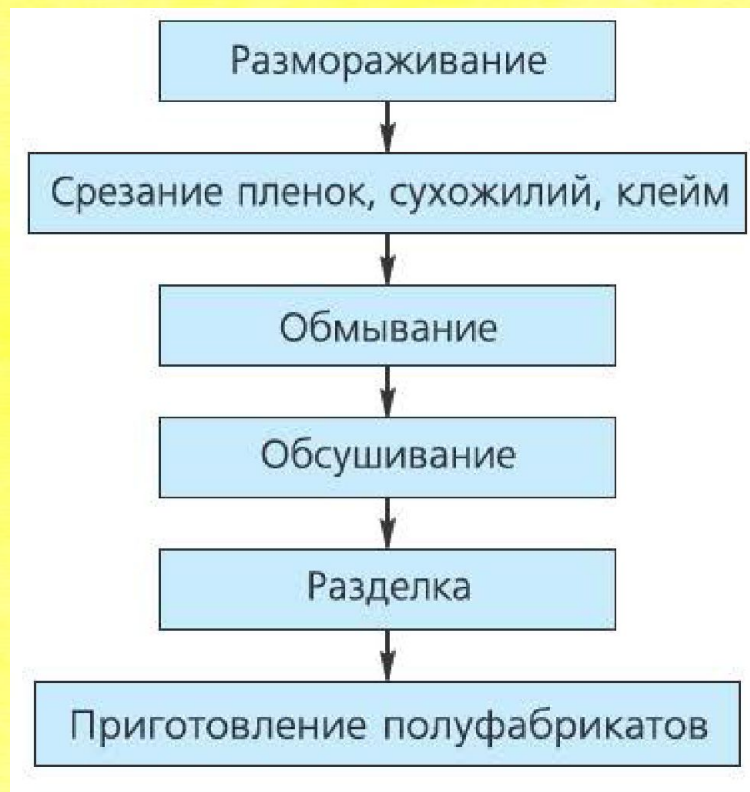 Размораживание
Срезание пленок, сухожилий, клейм
Обмывание
Обсушивание
Разделка
Приготовление полуфабрикатов